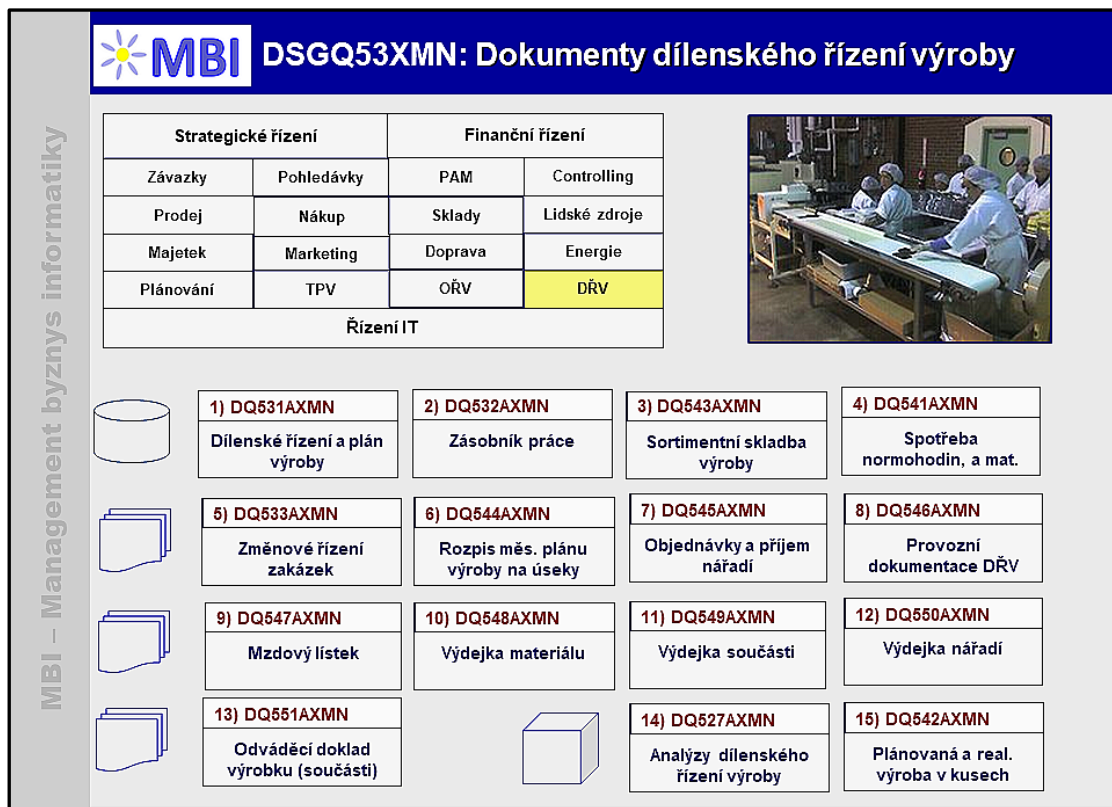 MBI
DSGQ53XMN: Dokumenty dílenského řízení výroby
MBI – Management byznys informatiky
Strategické řízení
Finanční řízení
Závazky
Pohledávky
PAM
Controlling
Prodej
Nákup
Sklady
Lidské zdroje
Majetek
Marketing
Doprava
Energie
Plánování
TPV
OŘV
DŘV
Řízení IT
1) DQ531AXMN
Dílenské řízení a plán
výroby
2) DQ532AXMN
Zásobník práce
3) DQ543AXMN
Sortimentní skladba
výroby
4) DQ541AXMN
Spotřeba
normohodin, a mat.
5) DQ533AXMN
Změnové řízení
zakázek
6) DQ544AXMN
Rozpis měs. plánu
výroby na úseky
7) DQ545AXMN
Objednávky a příjem
nářadí
8) DQ546AXMN
Provozní
dokumentace DŘV
9) DQ547AXMN
Mzdový lístek
10) DQ548AXMN
Výdejka materiálu
11) DQ549AXMN
Výdejka součásti
12) DQ550AXMN
Výdejka nářadí
13) DQ551AXMN
Odváděcí doklad
výrobku (součásti)
14) DQ527AXMN
Analýzy dílenského
řízení výroby
15) DQ542AXMN
Plánovaná a real.
výroba v kusech